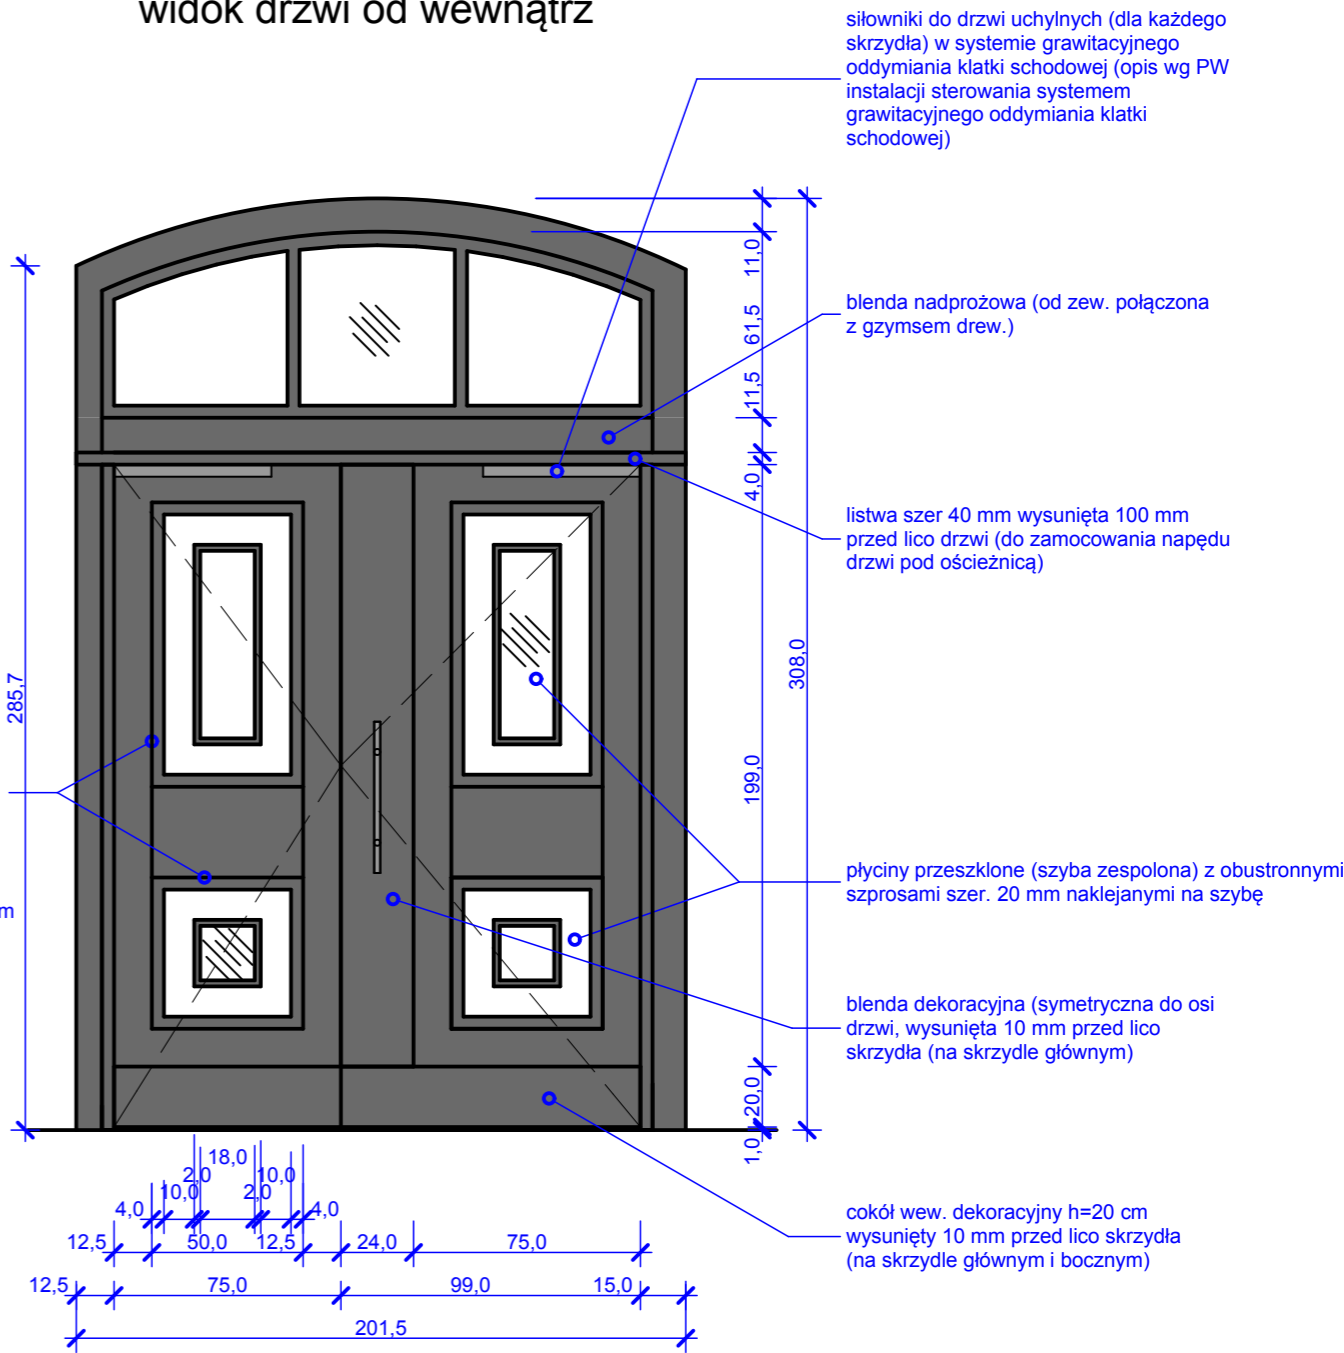 widok drzwi od wewnątrz
siłowniki do drzwi uchylnych (dla każdego
skrzydła) w systemie grawitacyjnego
oddymiania klatki schodowej (opis wg PW
instalacji sterowania systemem
grawitacyjnego oddymiania klatki
schodowej)
blenda nadprożowa (od zew. połączona
z gzymsem drew.)
listwa szer 40 mm wysunięta 100 mm
przed lico drzwi (do zamocowania napędu
drzwi pod ościeżnicą)
płyciny przeszklone (szyba zespolona) z obustronnymi
szprosami szer. 20 mm naklejanymi na szybę
blenda dekoracyjna (symetryczna do osi
drzwi, wysunięta 10 mm przed lico
skrzydła (na skrzydle głównym)
cokół wew. dekoracyjny h=20 cm
wysunięty 10 mm przed lico skrzydła
(na skrzydle głównym i bocznym)
m
285,7
11,0
61,5
11,5
4,0
199,0
20,0
1,0
308,0
18,0
2,0 10,0
10,0 2,0
4,0 4,0
12,5 50,0 12,5 24,0 75,0
12,5 75,0 99,0 15,0
201,5